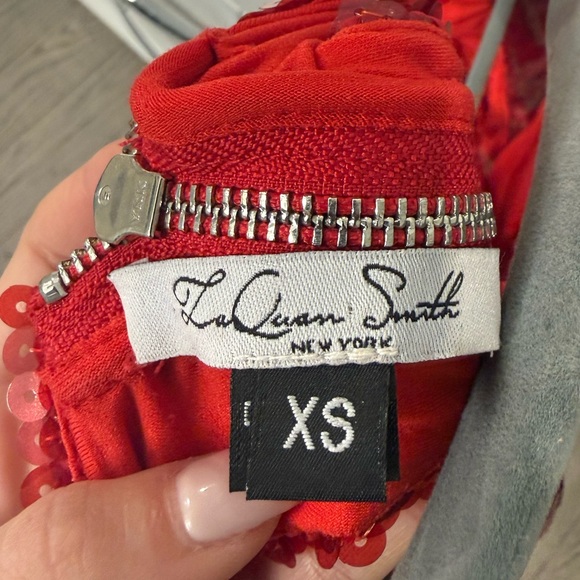 LaQuan Smith
NEW YORK
XS